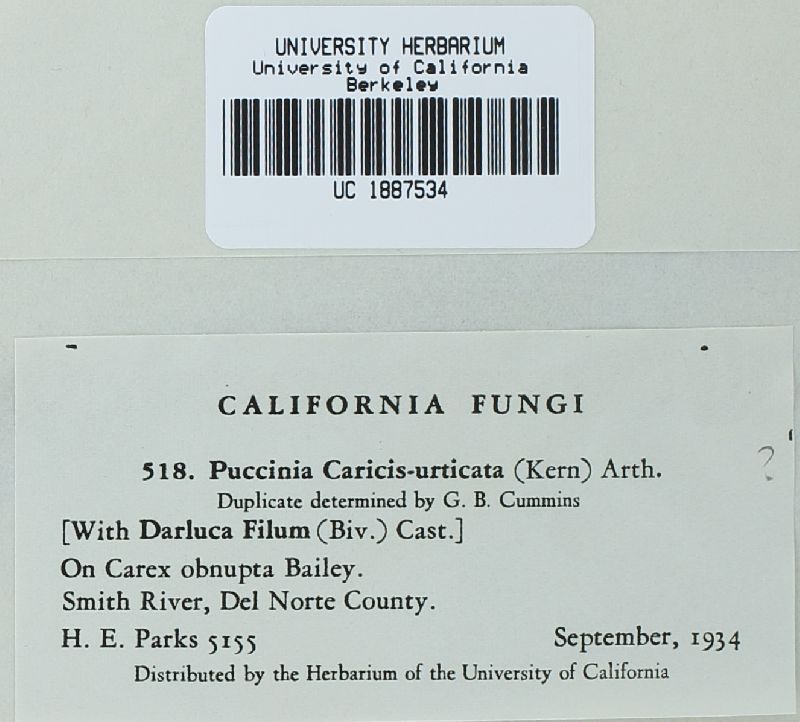 UNIVERSITY HERBARIUM
University of California
Berkeley
UC 1887534
CALIFORNIA FUNGI
518. Puccinia Caricis-urticata (Kern) Arth.
?
Duplicate determined by G. B. Cummins
[With Darluca Filum (Biv.) Cast.]
On Carex obnupta Bailey.
Smith River, Del Norte County.
H. E. Parks 5155 September, 1934
Distributed by the Herbarium of the University of California